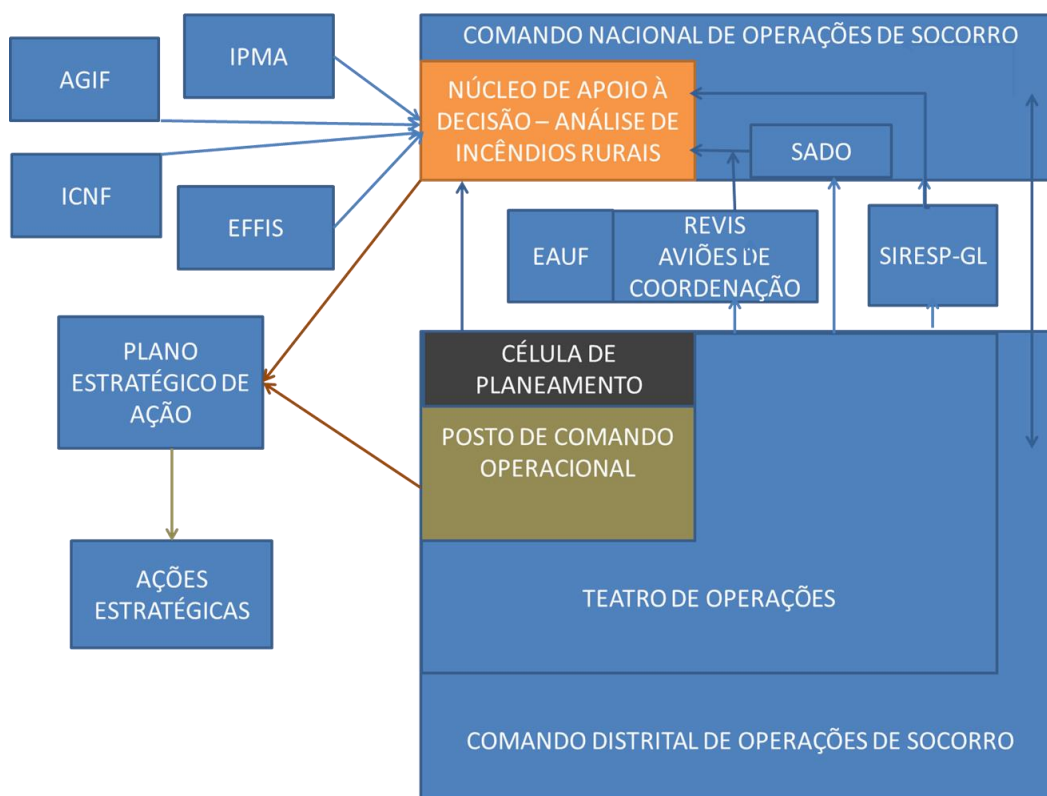 AGIF
IPMA
ICNF
EFFIS
COMANDO NACIONAL DE OPERAÇÕES DE SOCORRO
NÚCLEO DE APOIO À
DECISÃO – ANÁLISE DE
INCÊNDIOS RURAIS
SADO
EAUF
REVIS
AVIÕES DE
COORDENAÇÃO
SIRESP-GL
PLANO
ESTRATÉGICO DE
AÇÃO
AÇÕES
ESTRATÉGICAS
CÉLULA DE
PLANEAMENTO
POSTO DE COMANDO
OPERACIONAL
TEATRO DE OPERAÇÕES
COMANDO DISTRITAL DE OPERAÇÕES DE SOCORRO